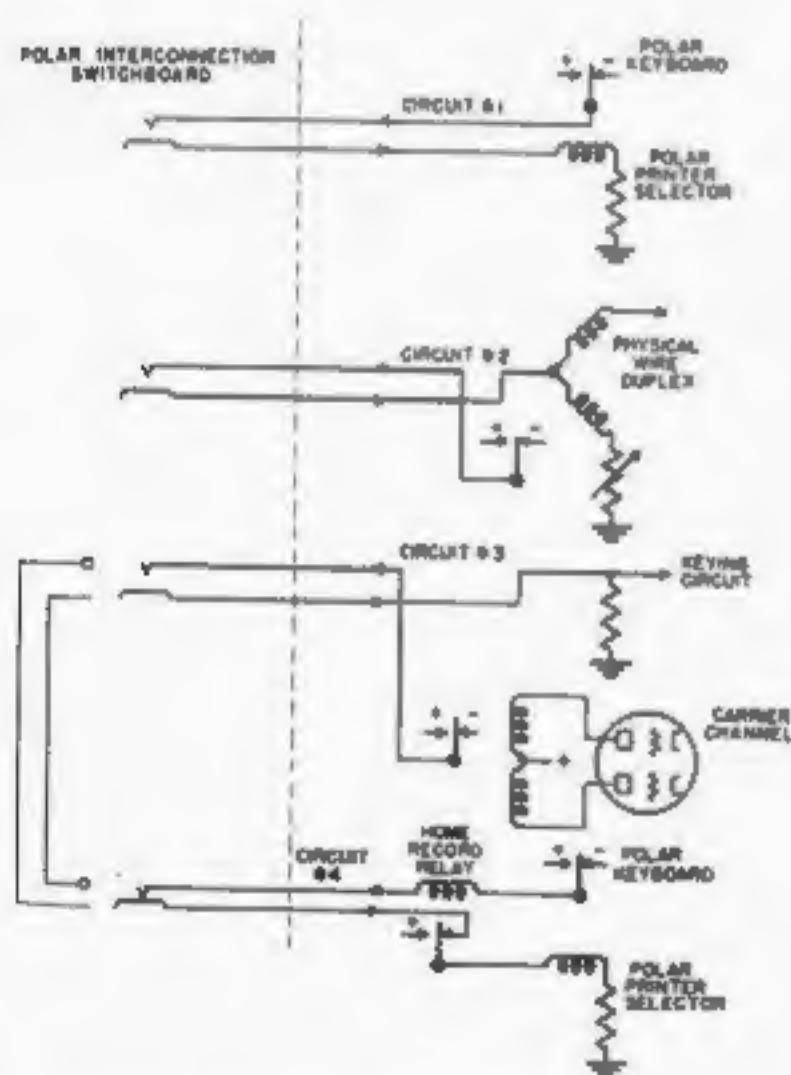 POLAR INTERCONNECTION
SWITCHBOARD
+ -
POLAR
KEYBOARD
CIRCUIT #1
POLAR
PRINTER
SELECTOR
CIRCUIT #2
PHYSICAL
WIRE
DUPLEX
+ -
CIRCUIT #3
KEYING
CIRCUIT
+ -
+
CARRIER
CHANNEL
HOME
RECORD
RELAY
CIRCUIT
#4
+ -
POLAR
KEYBOARD
+
POLAR
PRINTER
SELECTOR